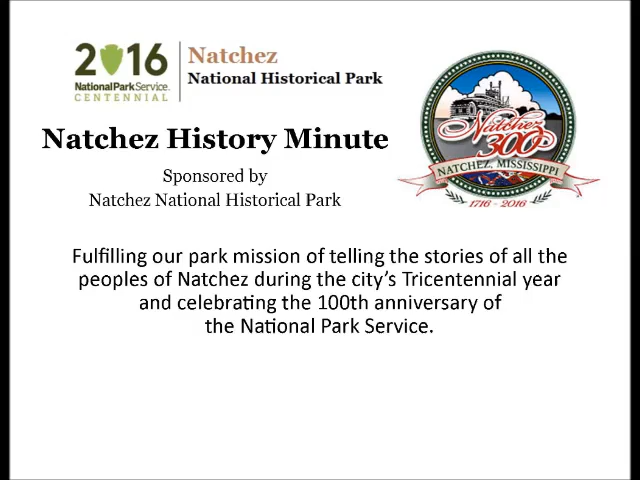 2016
National Park Service
CENTENNIAL
Natchez
National Historical Park
Natchez History Minute
Sponsored by
Natchez National Historical Park
Natchez
300
NATCHEZ, MISSISSIPPI
1716 - 2016
Fulfilling our park mission of telling the stories of all the
peoples of Natchez during the city's Tricentennial year
and celebrating the 100th anniversary of
the National Park Service.